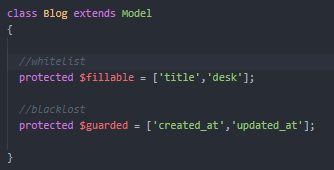 class Blog extends Model
{
//whitelist
protected $fillable = ['title','desk'];
//blacklost
protected $guarded = ['created_at','updated_at'];
}